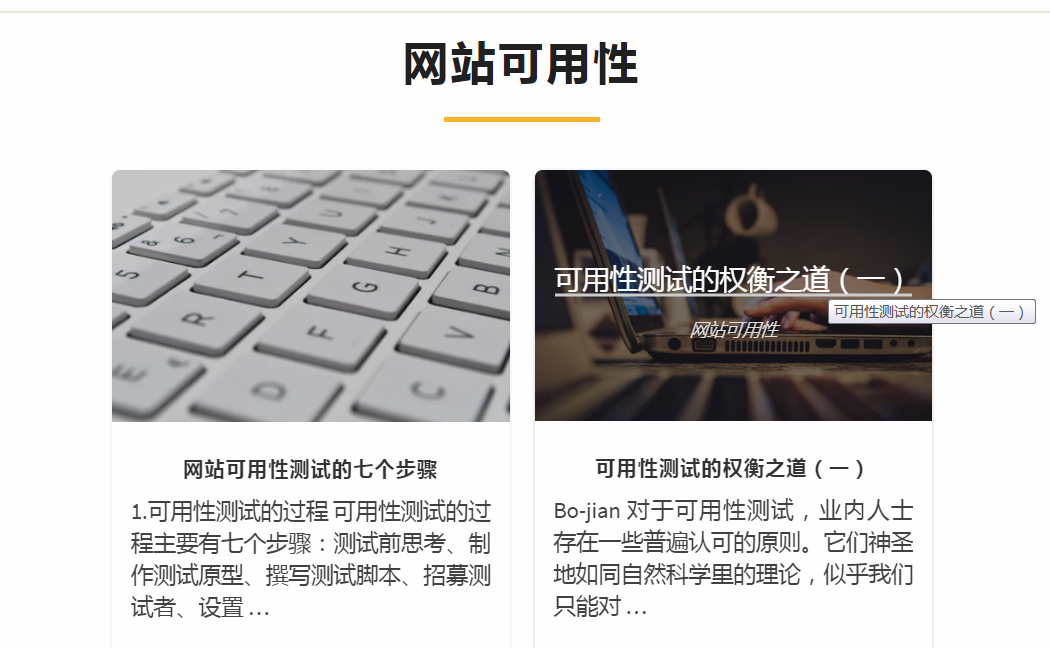 网站可用性
可用性测试的权衡之道（一）
网站可用性
可用性测试的权衡之道（一）
网站可用性测试的七个步骤
1.可用性测试的过程 可用性测试的过
程主要有七个步骤：测试前思考、制
作测试原型、撰写测试脚本、招募测
试者、设置 ...
可用性测试的权衡之道（一）
Bo-jian 对于可用性测试，业内人士
存在一些普遍认可的原则。它们神圣
地如同自然科学里的理论，似乎我们
只能对 ...